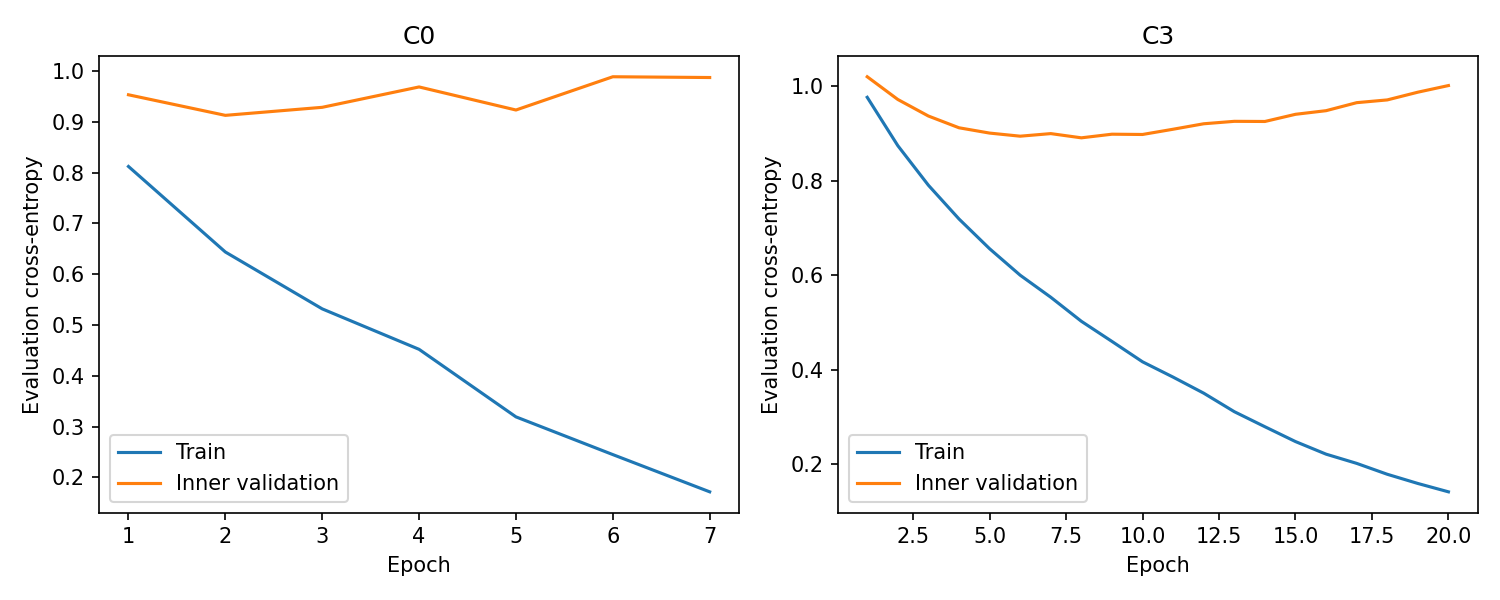 C0
Evaluation cross-entropy
1.0
0.9
0.8
0.7
0.6
0.5
0.4
0.3
0.2
Train
Inner validation
1 2 3 4 5 6 7
Epoch
C3
Evaluation cross-entropy
1.0
0.8
0.6
0.4
0.2
Train
Inner validation
2.5 5.0 7.5 10.0 12.5 15.0 17.5 20.0
Epoch